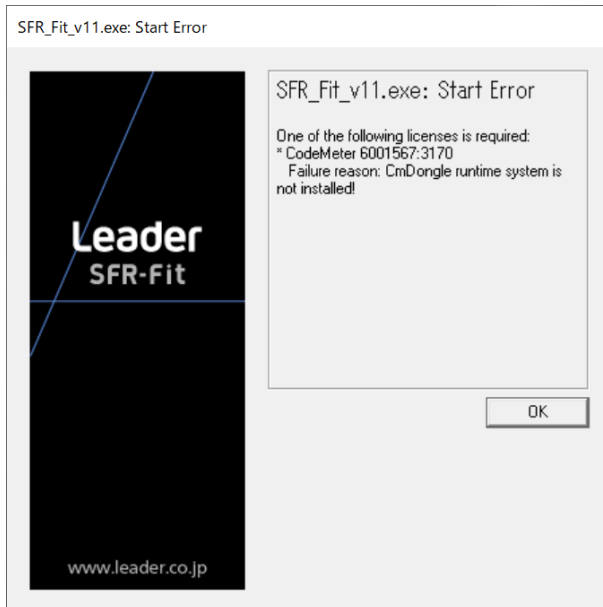 SFR_Fit_v11.exe: Start Error
SFR_Fit_v11.exe: Start Error
One of the following licenses is required:
* CodeMeter 6001567:3170
Failure reason: CmDongle runtime system is
not installed!
Leader
SFR-Fit
OK
www.leader.co.jp